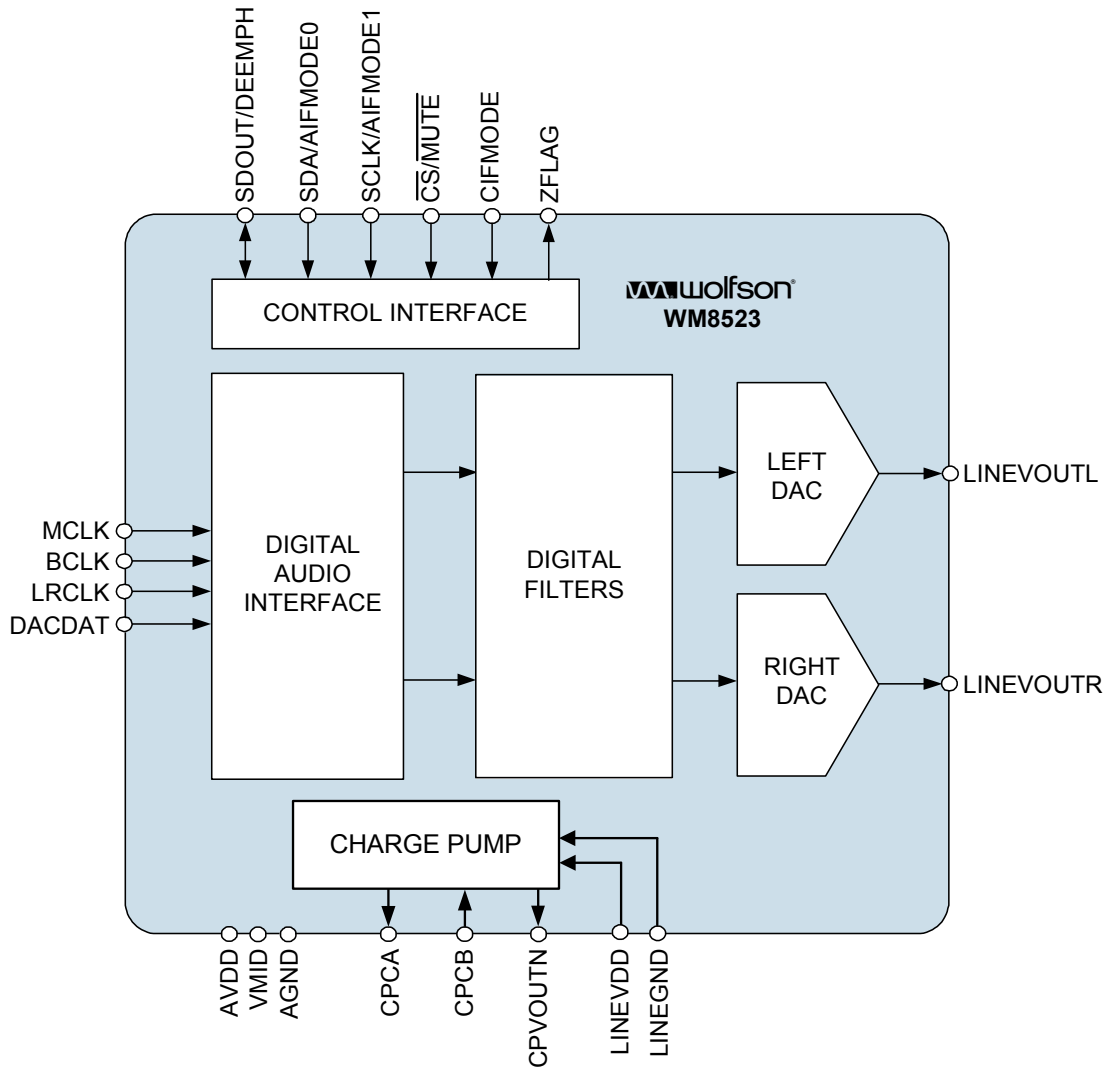 SDOUT/DEEMPH
SDA/AIFMODE0
SCLK/AIFMODE1
CS/MUTE
CIFMODE
ZFLAG
CONTROL INTERFACE
wolfson®
WM8523
MCLK
BCLK
LRCLK
DACDAT
DIGITAL
AUDIO
INTERFACE
DIGITAL
FILTERS
LEFT
DAC
LINEVOUTL
RIGHT
DAC
LINEVOUTR
CHARGE PUMP
AVDD
VMID
AGND
CPCA
CPCB
CPVOUTN
LINEVDD
LINEGND